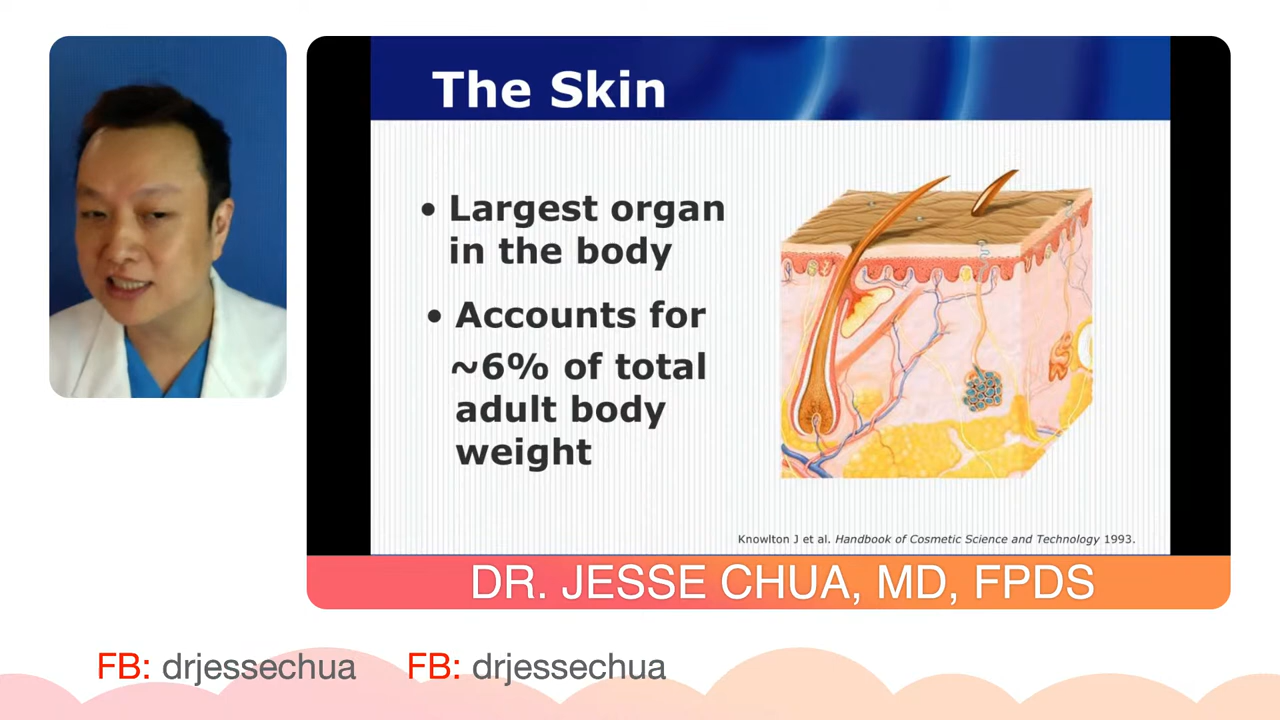 The Skin
• Largest organ
in the body
• Accounts for
~6% of total
adult body
weight
Knowlton J et al. Handbook of Cosmetic Science and Technology 1993.
DR. JESSE CHUA, MD, FPDS
FB: drjessechua FB: drjessechua